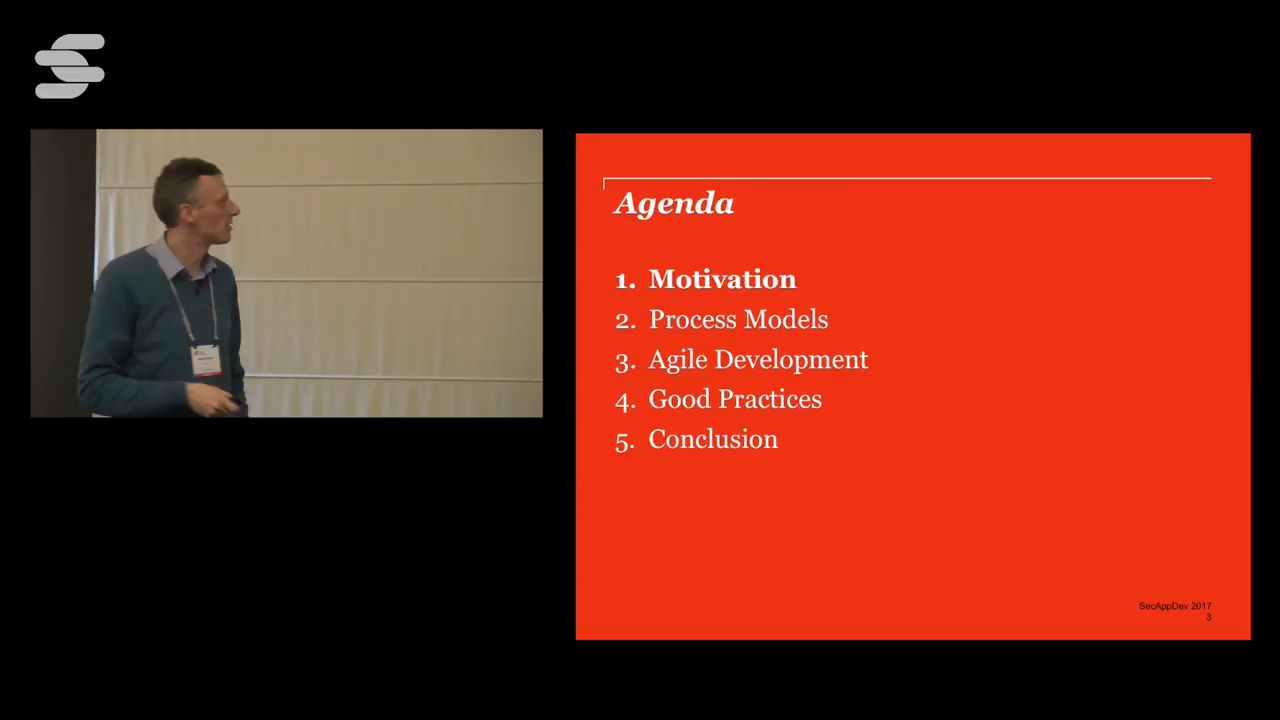 Agenda
1. Motivation
2. Process Models
3. Agile Development
4. Good Practices
5. Conclusion
SecAppDev 2017
3